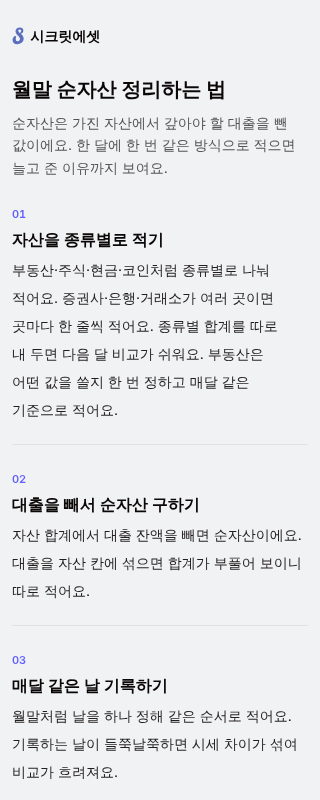 시크릿에셋
월말 순자산 정리하는 법
순자산은 가진 자산에서 갚아야 할 대출을 뺀
값이에요. 한 달에 한 번 같은 방식으로 적으면
늘고 준 이유까지 보여요.
01
자산을 종류별로 적기
부동산·주식·현금·코인처럼 종류별로 나눠
적어요. 증권사·은행·거래소가 여러 곳이면
곳마다 한 줄씩 적어요. 종류별 합계를 따로
내 두면 다음 달 비교가 쉬워요. 부동산은
어떤 값을 쓸지 한 번 정하고 매달 같은
기준으로 적어요.
02
대출을 빼서 순자산 구하기
자산 합계에서 대출 잔액을 빼면 순자산이에요.
대출을 자산 칸에 섞으면 합계가 부풀어 보이니
따로 적어요.
03
매달 같은 날 기록하기
월말처럼 날을 하나 정해 같은 순서로 적어요.
기록하는 날이 들쭉날쭉하면 시세 차이가 섞여
비교가 흐려져요.